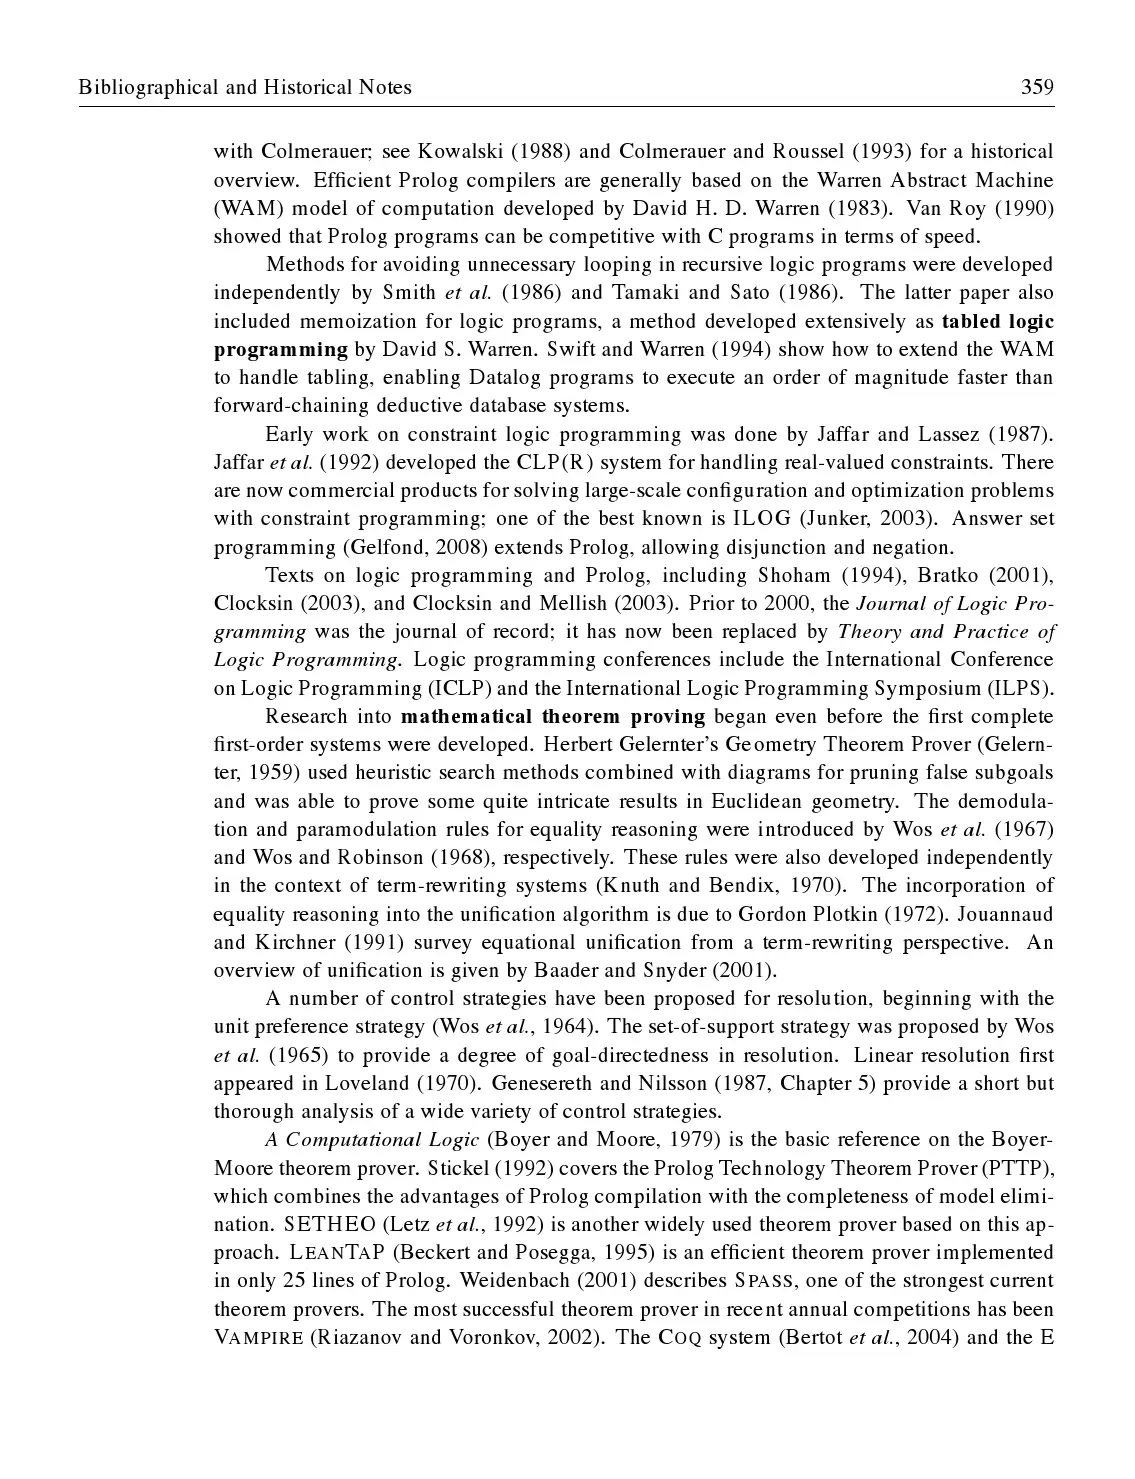 Bibliographical and Historical Notes 359
with Colmerauer; see Kowalski (1988) and Colmerauer and Roussel (1993) for a historical
overview. Efficient Prolog compilers are generally based on the Warren Abstract Machine
(WAM) model of computation developed by David H. D. Warren (1983). Van Roy (1990)
showed that Prolog programs can be competitive with C programs in terms of speed.
Methods for avoiding unnecessary looping in recursive logic programs were developed
independently by Smith et al. (1986) and Tamaki and Sato (1986). The latter paper also
included memoization for logic programs, a method developed extensively as tabled logic
programming by David S. Warren. Swift and Warren (1994) show how to extend the WAM
to handle tabling, enabling Datalog programs to execute an order of magnitude faster than
forward-chaining deductive database systems.
Early work on constraint logic programming was done by Jaffar and Lassez (1987).
Jaffar et al. (1992) developed the CLP(R) system for handling real-valued constraints. There
are now commercial products for solving large-scale configuration and optimization problems
with constraint programming; one of the best known is ILOG (Junker, 2003). Answer set
programming (Gelfond, 2008) extends Prolog, allowing disjunction and negation.
Texts on logic programming and Prolog, including Shoham (1994), Bratko (2001),
Clocksin (2003), and Clocksin and Mellish (2003). Prior to 2000, the Journal of Logic Pro-
gramming was the journal of record; it has now been replaced by Theory and Practice of
Logic Programming. Logic programming conferences include the International Conference
on Logic Programming (ICLP) and the International Logic Programming Symposium (ILPS).
Research into mathematical theorem proving began even before the first complete
first-order systems were developed. Herbert Gelernter's Geometry Theorem Prover (Gelern-
ter, 1959) used heuristic search methods combined with diagrams for pruning false subgoals
and was able to prove some quite intricate results in Euclidean geometry. The demodula-
tion and paramodulation rules for equality reasoning were introduced by Wos et al. (1967)
and Wos and Robinson (1968), respectively. These rules were also developed independently
in the context of term-rewriting systems (Knuth and Bendix, 1970). The incorporation of
equality reasoning into the unification algorithm is due to Gordon Plotkin (1972). Jouannaud
and Kirchner (1991) survey equational unification from a term-rewriting perspective. An
overview of unification is given by Baader and Snyder (2001).
A number of control strategies have been proposed for resolution, beginning with the
unit preference strategy (Wos et al., 1964). The set-of-support strategy was proposed by Wos
et al. (1965) to provide a degree of goal-directedness in resolution. Linear resolution first
appeared in Loveland (1970). Genesereth and Nilsson (1987, Chapter 5) provide a short but
thorough analysis of a wide variety of control strategies.
A Computational Logic (Boyer and Moore, 1979) is the basic reference on the Boyer-
Moore theorem prover. Stickel (1992) covers the Prolog Technology Theorem Prover (PTTP),
which combines the advantages of Prolog compilation with the completeness of model elimi-
nation. SETHEO (Letz et al., 1992) is another widely used theorem prover based on this ap-
proach. LEANTAP (Beckert and Posegga, 1995) is an efficient theorem prover implemented
in only 25 lines of Prolog. Weidenbach (2001) describes SPASS, one of the strongest current
theorem provers. The most successful theorem prover in recent annual competitions has been
VAMPIRE (Riazanov and Voronkov, 2002). The COQ system (Bertot et al., 2004) and the E